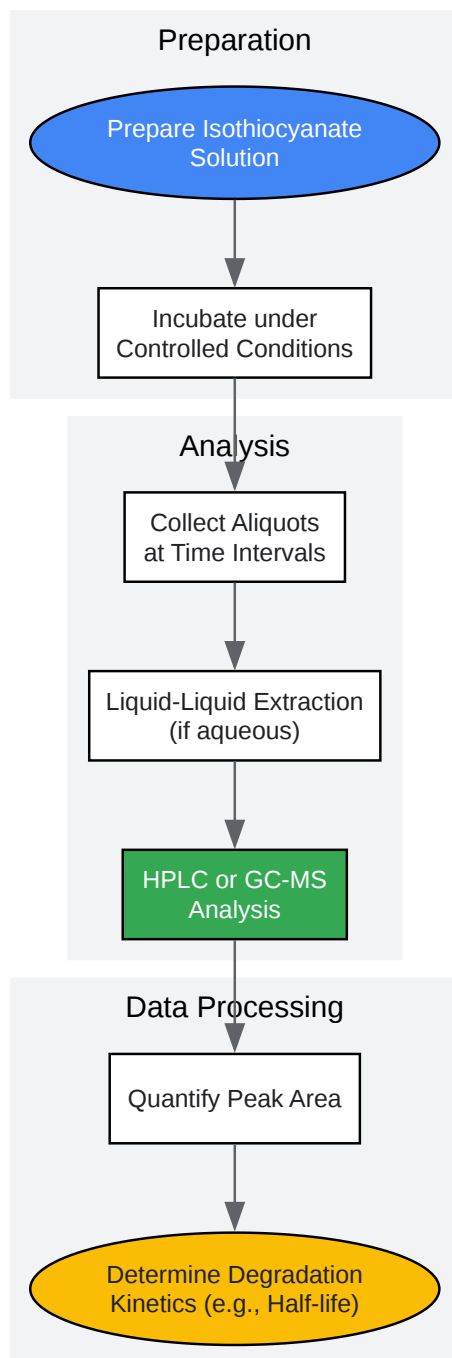 Preparation
Prepare Isothiocyanate
Solution
Incubate under
Controlled Conditions
Analysis
Collect Aliquots
at Time Intervals
Liquid-Liquid Extraction
(if aqueous)
HPLC or GC-MS
Analysis
Data Processing
Quantify Peak Area
Determine Degradation
Kinetics (e.g., Half-life)